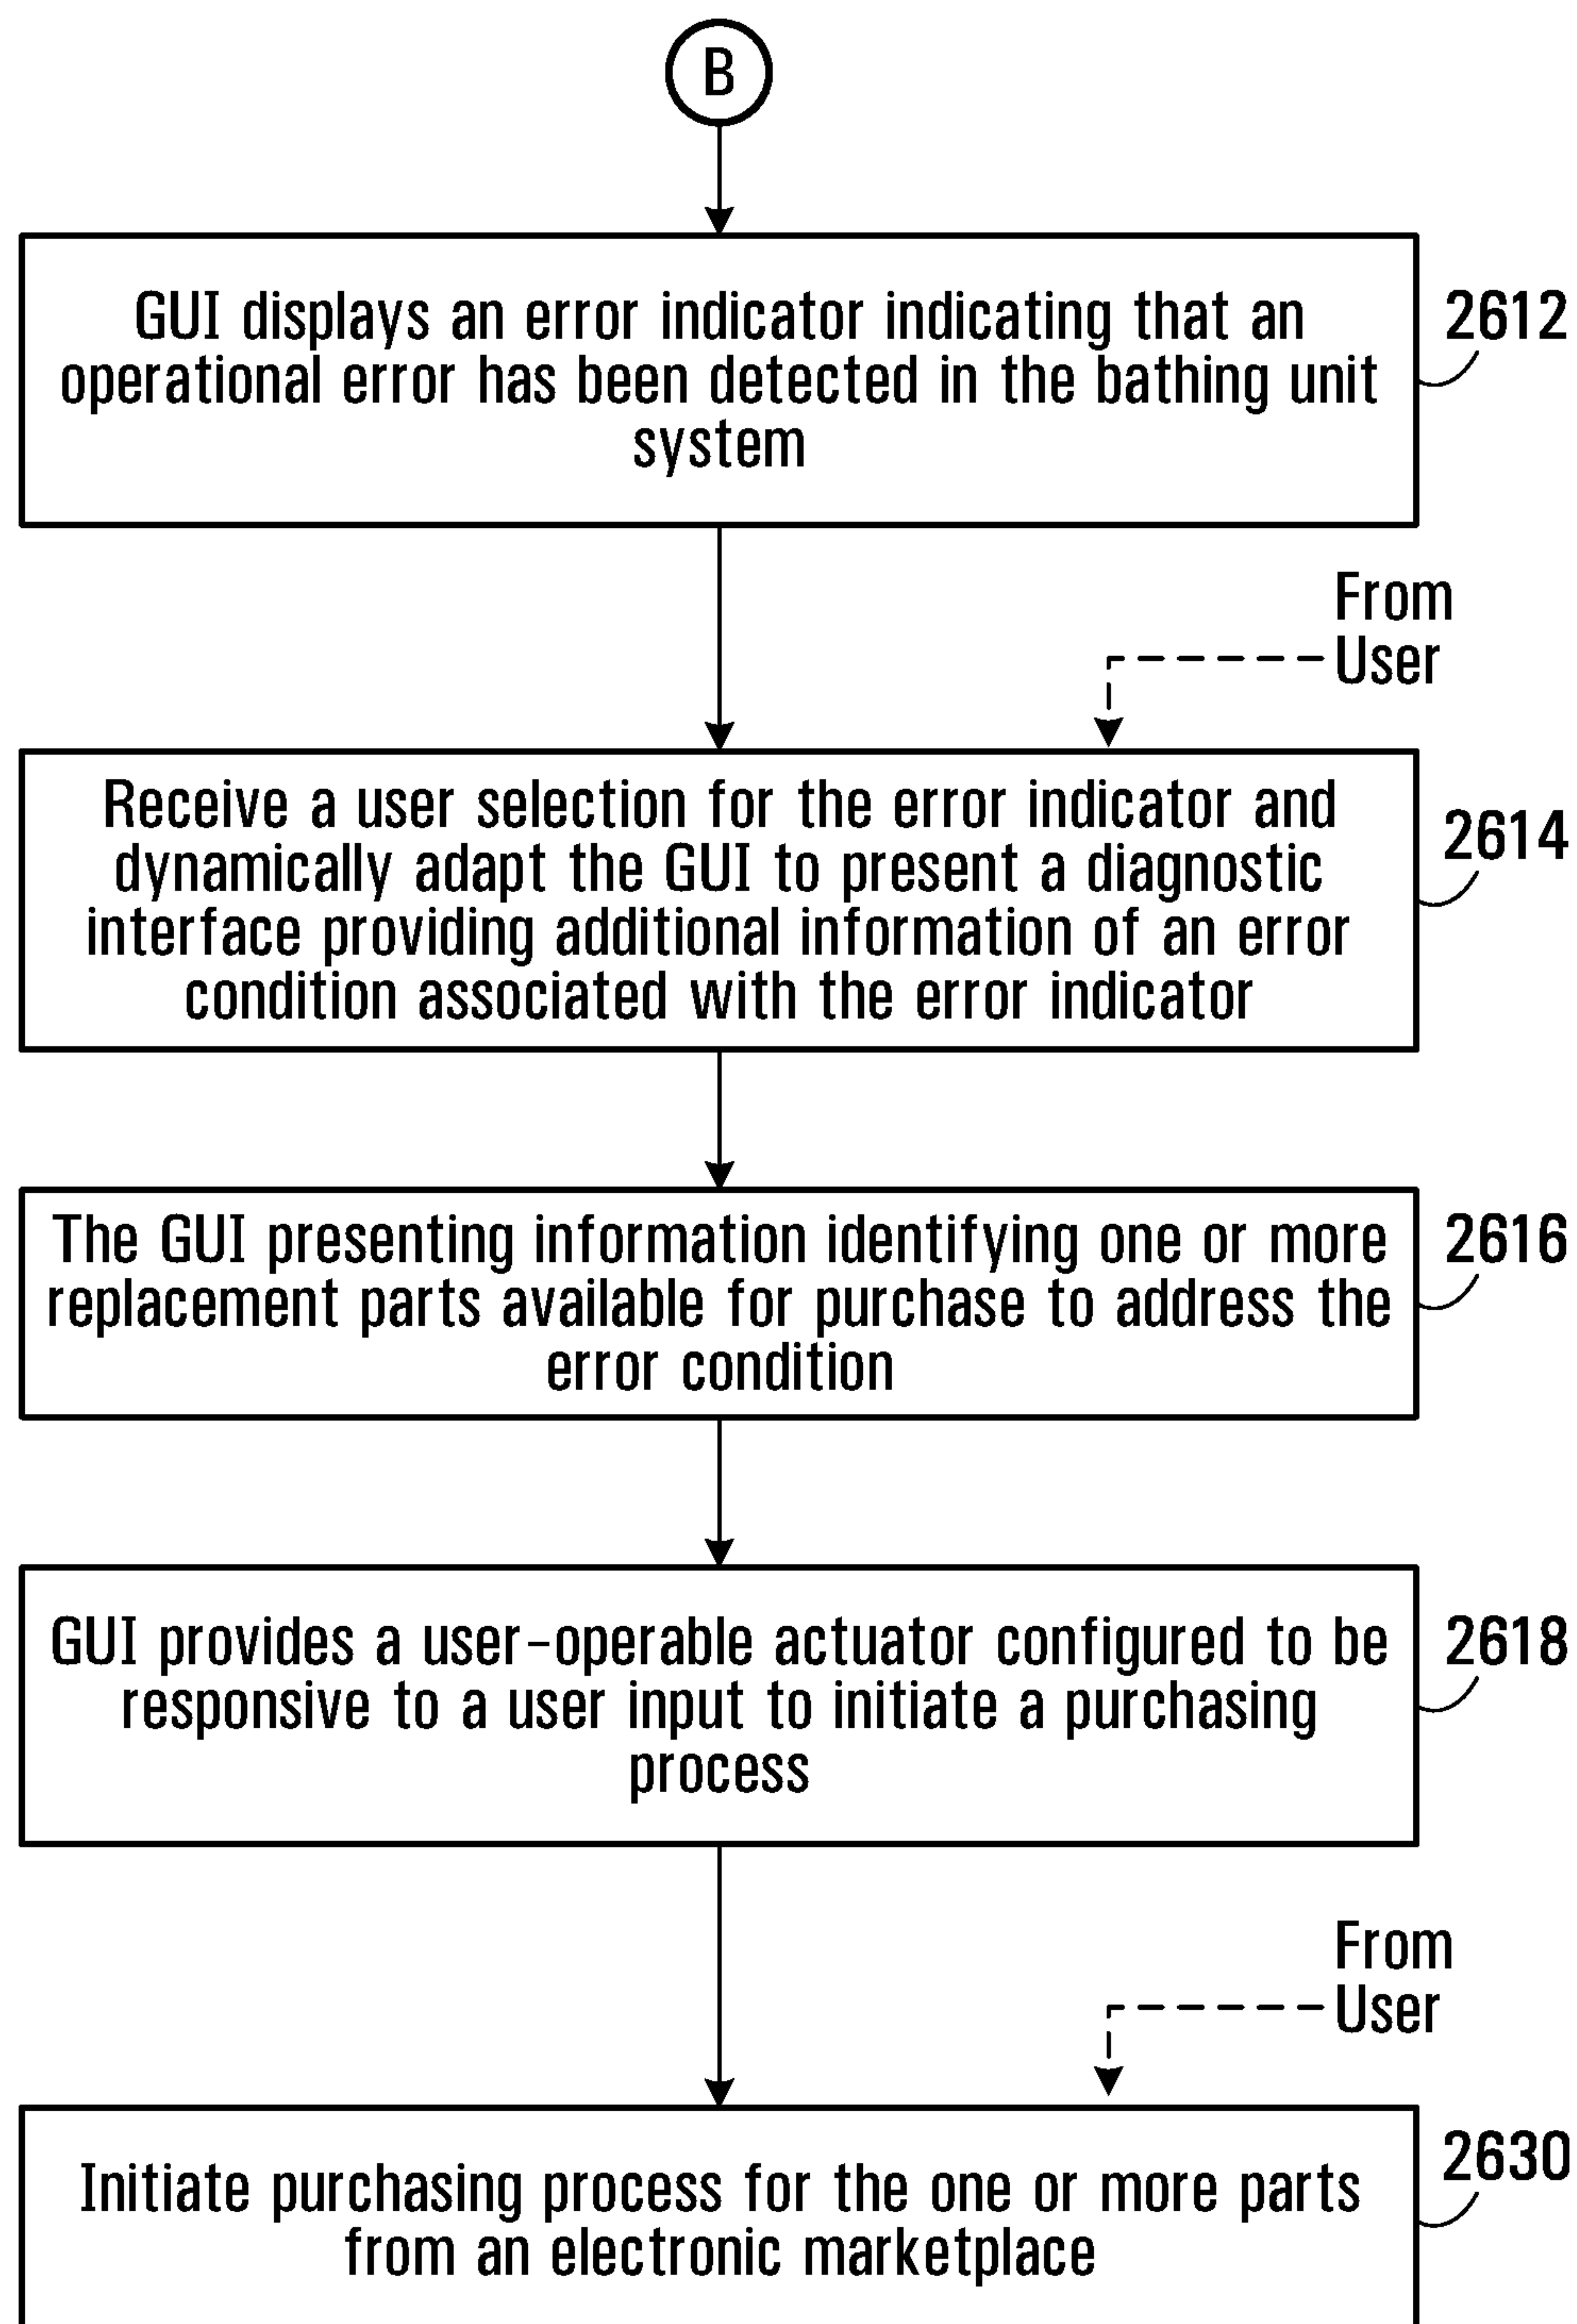 B
GUI displays an error indicator indicating that an
operational error has been detected in the bathing unit
system
2612
From
User
Receive a user selection for the error indicator and
dynamically adapt the GUI to present a diagnostic
interface providing additional information of an error
condition associated with the error indicator
2614
The GUI presenting information identifying one or more
replacement parts available for purchase to address the
error condition
2616
GUI provides a user-operable actuator configured to be
responsive to a user input to initiate a purchasing
process
2618
From
User
Initiate purchasing process for the one or more parts
from an electronic marketplace
2630